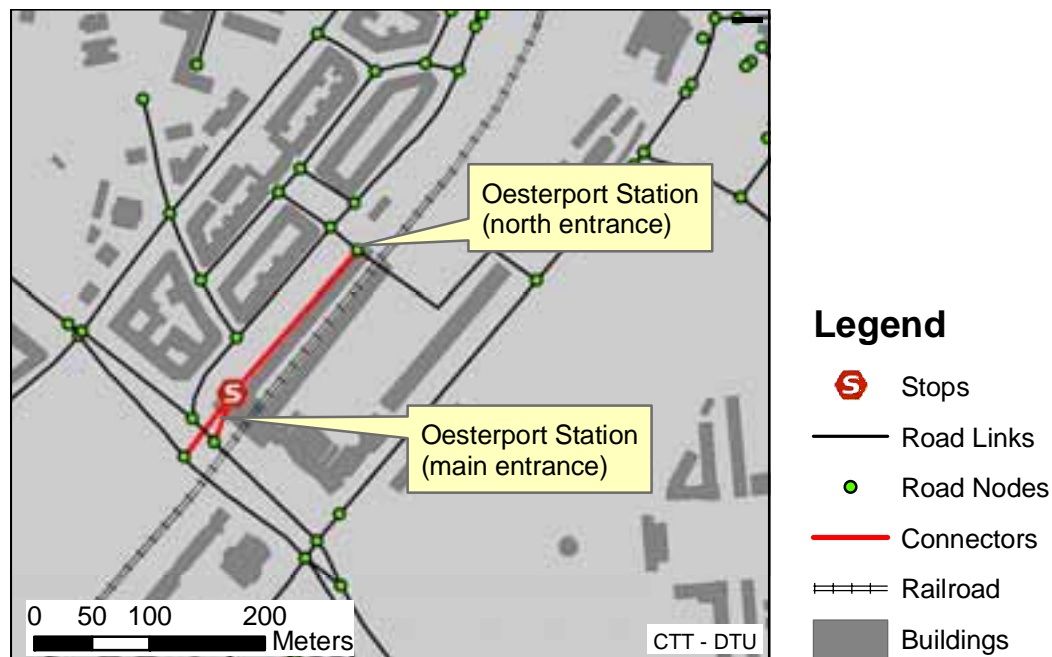 Oesterport Station
(north entrance)
Oesterport Station
(main entrance)
0 50 100 200
Meters
CTT - DTU
Legend
S Stops
Road Links
Road Nodes
Connectors
Railroad
Buildings
S